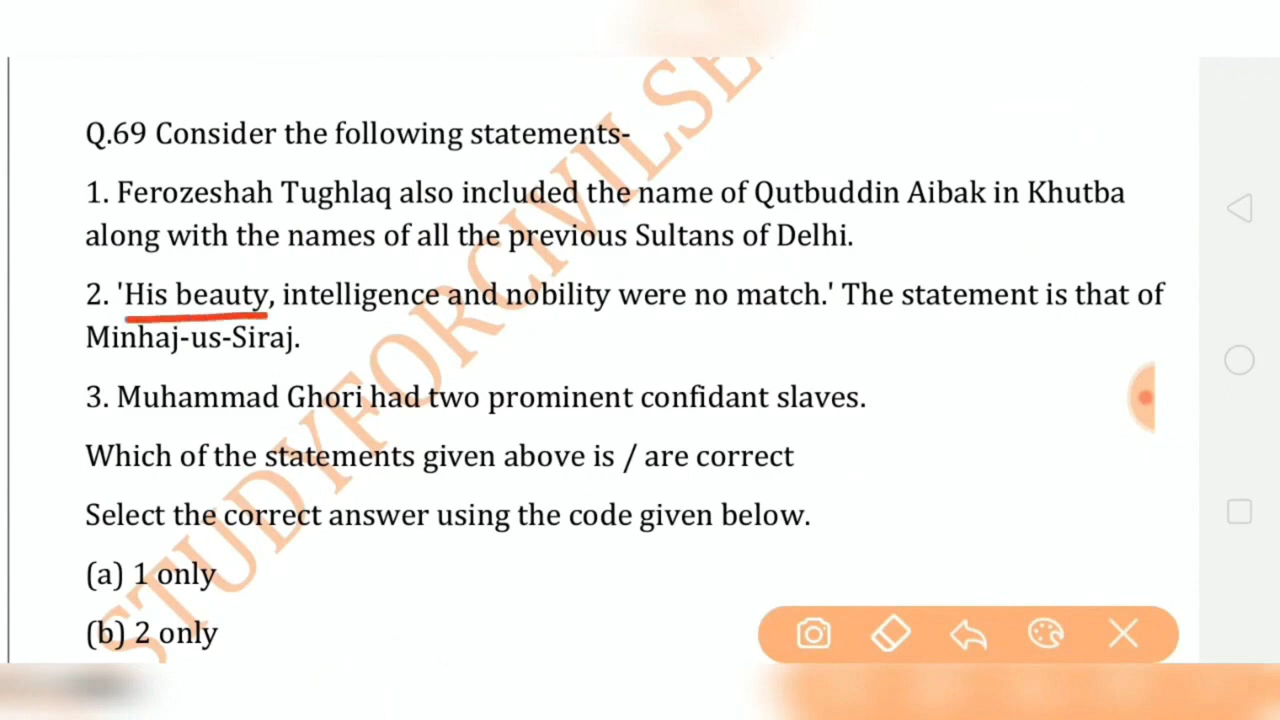 Q.69 Consider the following statements-
1. Ferozeshah Tughlaq also included the name of Qutbuddin Aibak in Khutba
along with the names of all the previous Sultans of Delhi.
2. 'His beauty, intelligence and nobility were no match.' The statement is that of
Minhaj-us-Siraj.
3. Muhammad Ghori had two prominent confidant slaves.
Which of the statements given above is / are correct
Select the correct answer using the code given below.
(a) 1 only
(b) 2 only
STUDYFORCIVILSE